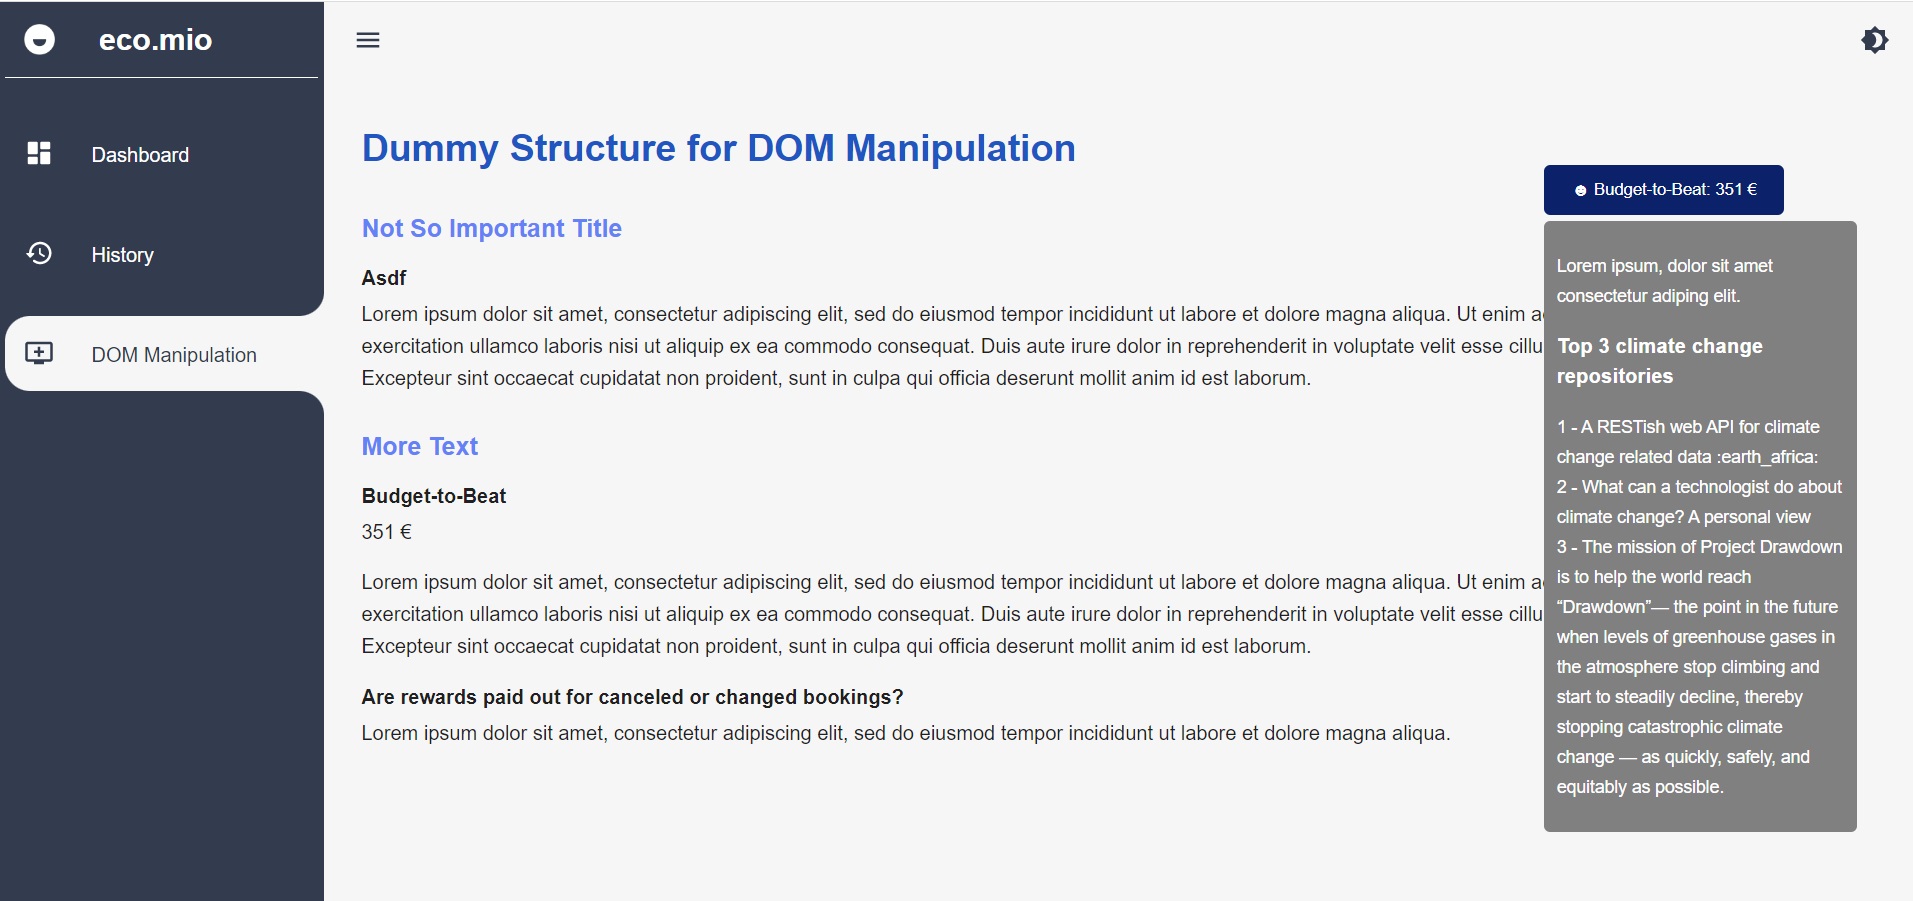 eco.mio
Dashboard
History
DOM Manipulation
Dummy Structure for DOM Manipulation
Not So Important Title
Asdf
Lorem ipsum dolor sit amet, consectetur adipiscing elit, sed do eiusmod tempor incididunt ut labore et dolore magna aliqua. Ut enim
exercitation ullamco laboris nisi ut aliquip ex ea commodo consequat. Duis aute irure dolor in reprehenderit in voluptate velit esse cillu
Excepteur sint occaecat cupidatat non proident, sunt in culpa qui officia deserunt mollit anim id est laborum.
More Text
Budget-to-Beat
351 €
Lorem ipsum dolor sit amet, consectetur adipiscing elit, sed do eiusmod tempor incididunt ut labore et dolore magna aliqua. Ut enim
exercitation ullamco laboris nisi ut aliquip ex ea commodo consequat. Duis aute irure dolor in reprehenderit in voluptate velit esse cillu
Excepteur sint occaecat cupidatat non proident, sunt in culpa qui officia deserunt mollit anim id est laborum.
Are rewards paid out for canceled or changed bookings?
Lorem ipsum dolor sit amet, consectetur adipiscing elit, sed do eiusmod tempor incididunt ut labore et dolore magna aliqua.
☻ Budget-to-Beat: 351 €
Lorem ipsum, dolor sit amet
consectetur adiping elit.
Top 3 climate change
repositories
1 - A RESTish web API for climate
change related data :earth_africa:
2 - What can a technologist do about
climate change? A personal view
3 - The mission of Project Drawdown
is to help the world reach
“Drawdown”— the point in the future
when levels of greenhouse gases in
the atmosphere stop climbing and
start to steadily decline, thereby
stopping catastrophic climate
change — as quickly, safely, and
equitably as possible.